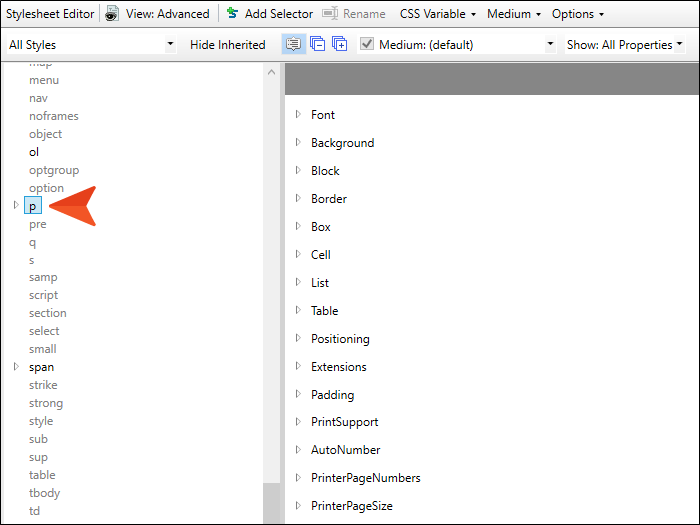 Stylesheet Editor View: Advanced Add Selector Rename CSS Variable Medium Options
All Styles Hide Inherited Medium: (default) Show: All Properties
map
menu
nav
noframes
object
ol
optgroup
option
p
pre
q
s
samp
script
section
select
small
span
strike
strong
style
sub
sup
table
tbody
td
Font
Background
Block
Border
Box
Cell
List
Table
Positioning
Extensions
Padding
PrintSupport
AutoNumber
PrinterPageNumbers
PrinterPageSize